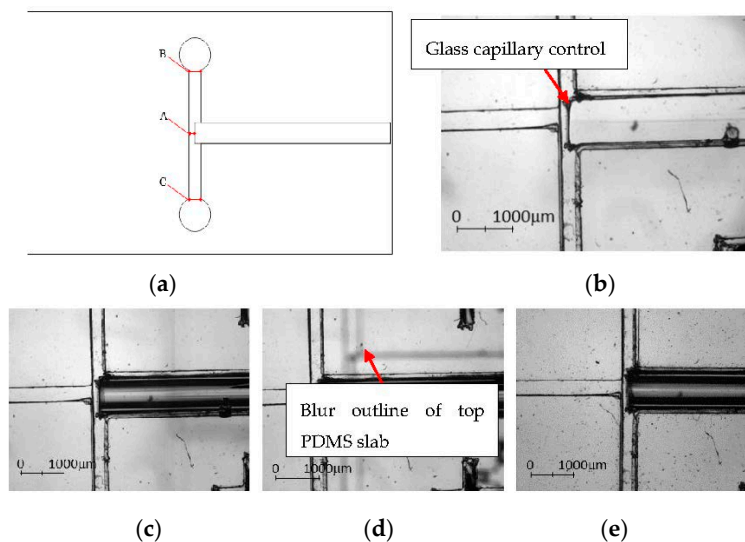 B
A
C
(a)
Glass capillary control
0 1000μm
(b)
0 1000μm
(c)
Blur outline of top
PDMS slab
0 1000μm
(d)
0 1000μm
(e)